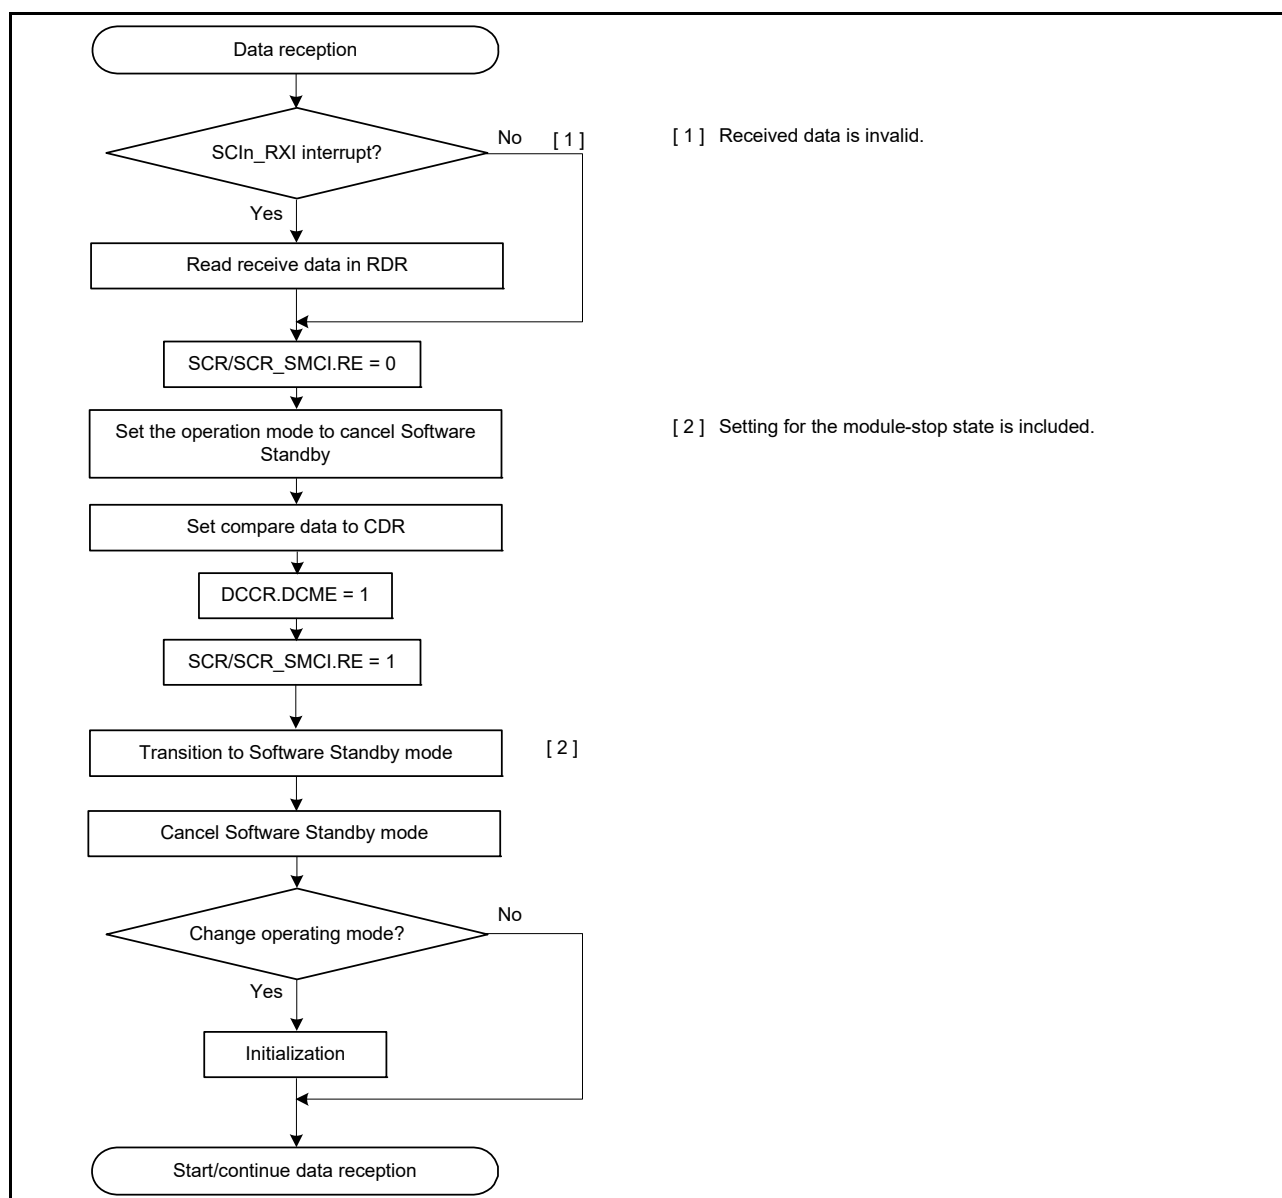 Data reception
SCIn_RXI interrupt?
No
[ 1 ]
[ 1 ] Received data is invalid.
Yes
Read receive data in RDR
SCR/SCR_SMCI.RE = 0
Set the operation mode to cancel Software
Standby
[ 2 ] Setting for the module-stop state is included.
Set compare data to CDR
DCCR.DCME = 1
SCR/SCR_SMCI.RE = 1
Transition to Software Standby mode
[ 2 ]
Cancel Software Standby mode
Change operating mode?
No
Yes
Initialization
Start/continue data reception